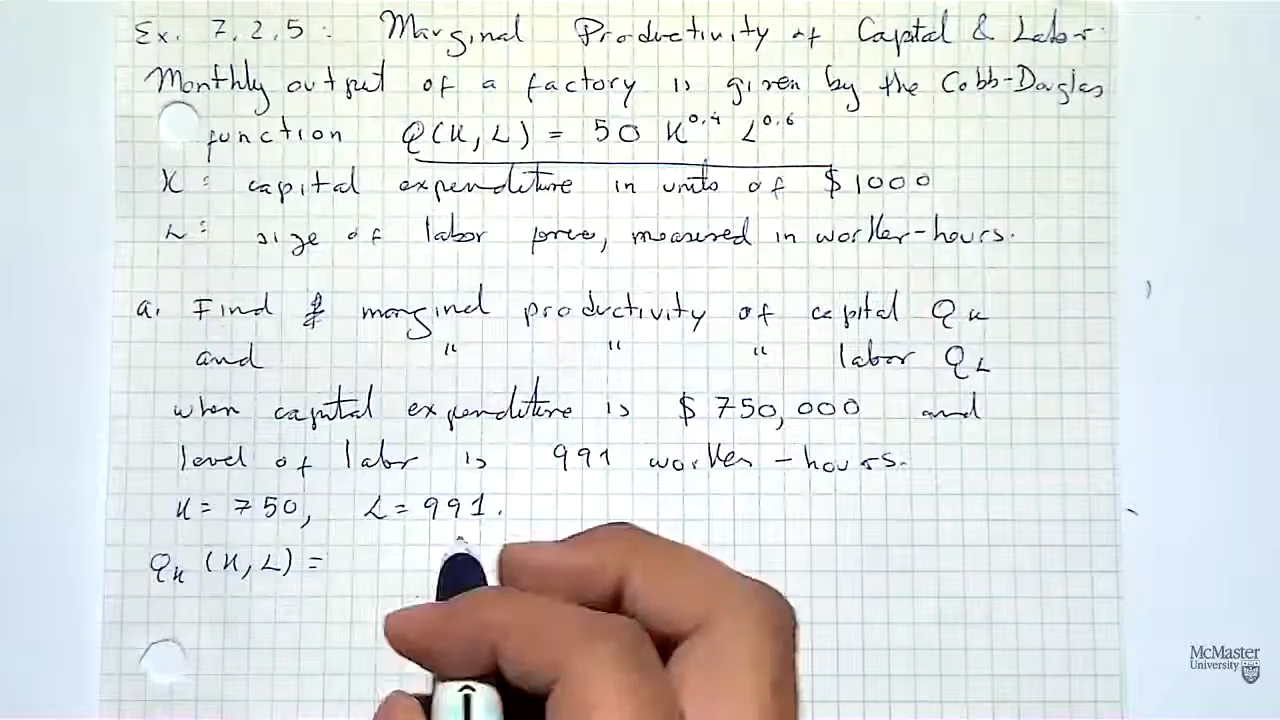 Ex. 7.2.5: Marginal Productivity of Capital & Labor.
Monthly output of a factory is given by the Cobb-Douglas
function Q(K, L) = 50 K^0.4 L^0.6
K: capital expenditure in units of $1000
L: size of labor force, measured in worker-hours.
a. Find marginal productivity of capital Q_K
and " " " labor Q_L
when capital expenditure is $750,000 and
level of labor is 991 worker-hours.
K = 750, L = 991.
Q_K (K, L) =
McMaster
University